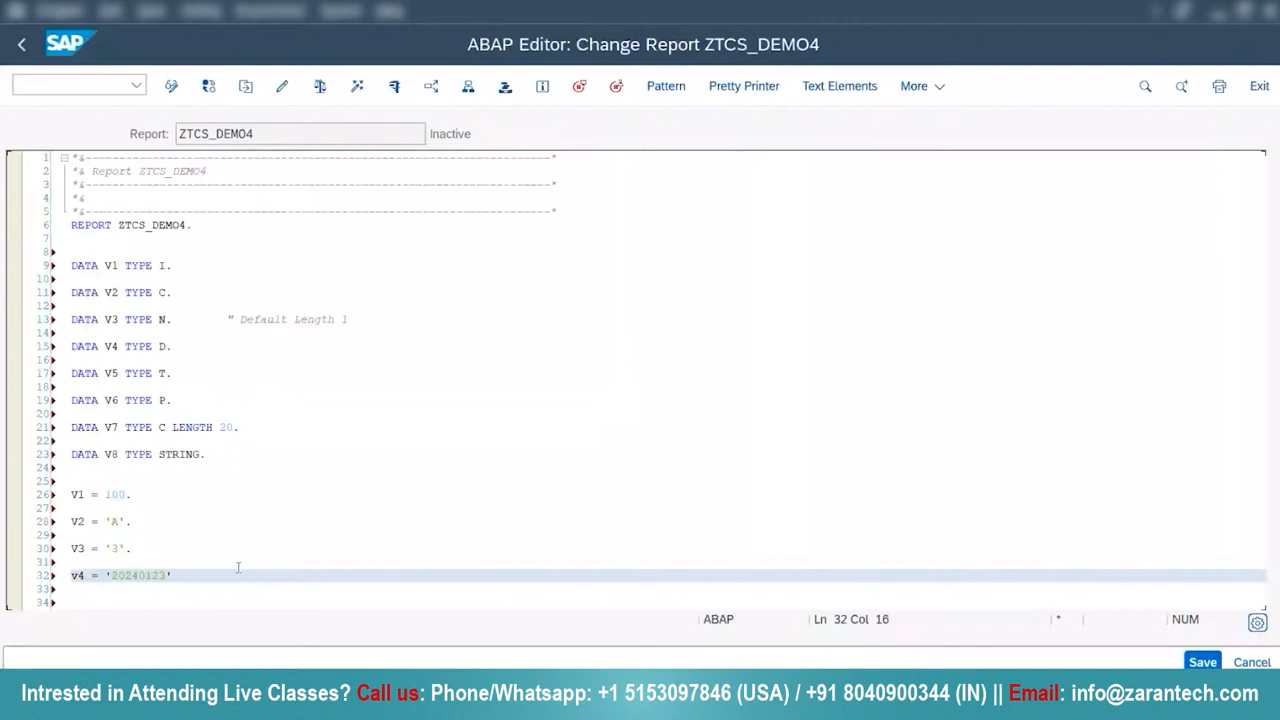 SAP ABAP Editor: Change Report ZTCS_DEMO4
Pattern Pretty Printer Text Elements More Exit
Report: ZTCS_DEMO4 Inactive
1 *&---------------------------------------------------------------------*
2 *& Report ZTCS_DEMO4
3 *&---------------------------------------------------------------------*
4 *&
5 *&---------------------------------------------------------------------*
6 REPORT ZTCS_DEMO4.
7
8
9 DATA V1 TYPE I.
10
11 DATA V2 TYPE C.
12
13 DATA V3 TYPE N. " Default Length 1
14
15 DATA V4 TYPE D.
16
17 DATA V5 TYPE T.
18
19 DATA V6 TYPE P.
20
21 DATA V7 TYPE C LENGTH 20.
22
23 DATA V8 TYPE STRING.
24
25
26 V1 = 100.
27
28 V2 = 'A'.
29
30 V3 = '3'.
31
32 v4 = '20240123'
33
34
ABAP Ln 32 Col 16 * NUM
Save Cancel
Intrested in Attending Live Classes? Call us: Phone/Whatsapp: +1 5153097846 (USA) / +91 8040900344 (IN) || Email: info@zarantech.com